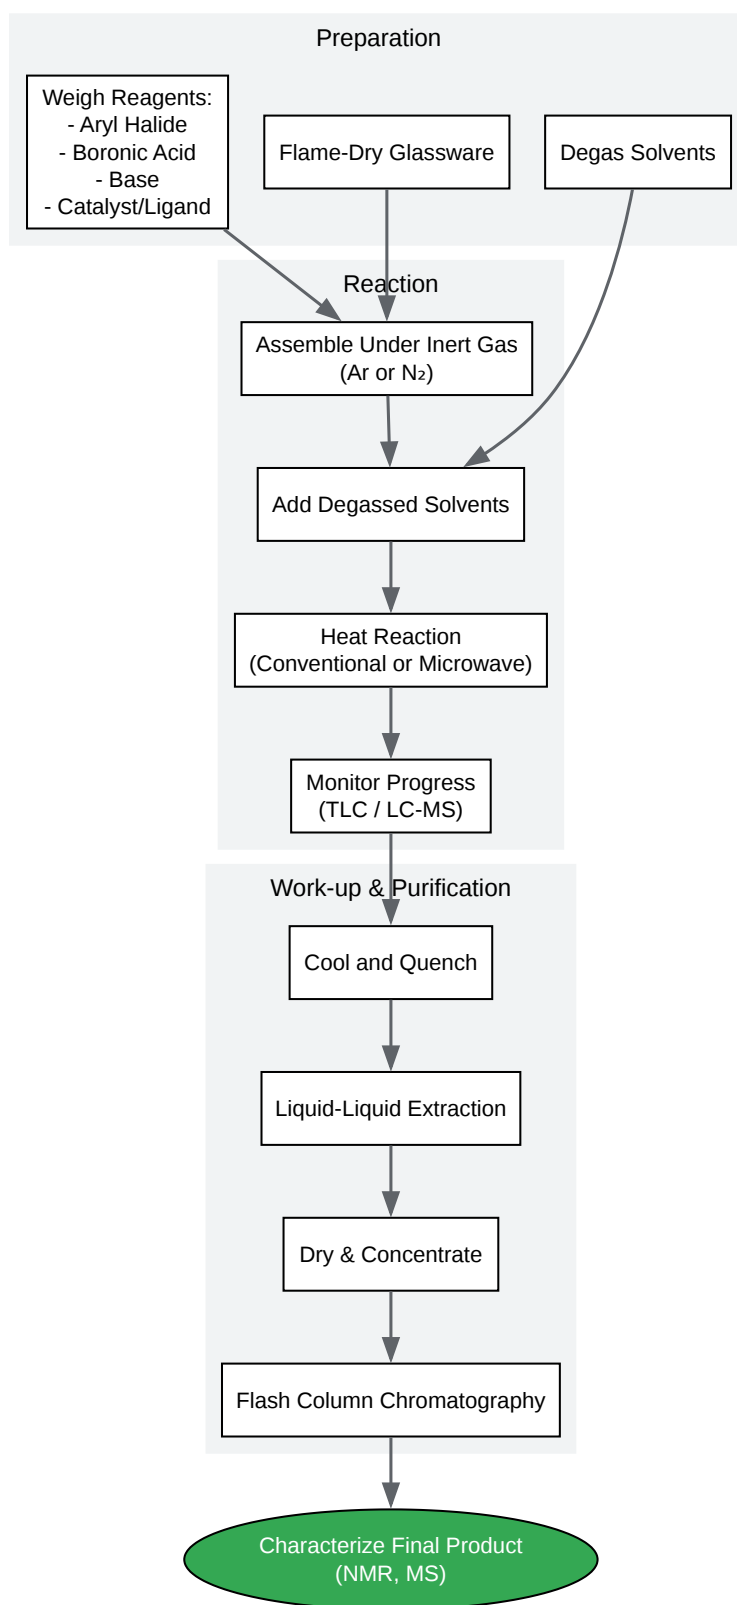 Preparation
Weigh Reagents:
- Aryl Halide
- Boronic Acid
- Base
- Catalyst/Ligand
Flame-Dry Glassware
Degas Solvents
Reaction
Assemble Under Inert Gas
(Ar or N₂)
Add Degassed Solvents
Heat Reaction
(Conventional or Microwave)
Monitor Progress
(TLC / LC-MS)
Work-up & Purification
Cool and Quench
Liquid-Liquid Extraction
Dry & Concentrate
Flash Column Chromatography
Characterize Final Product
(NMR, MS)